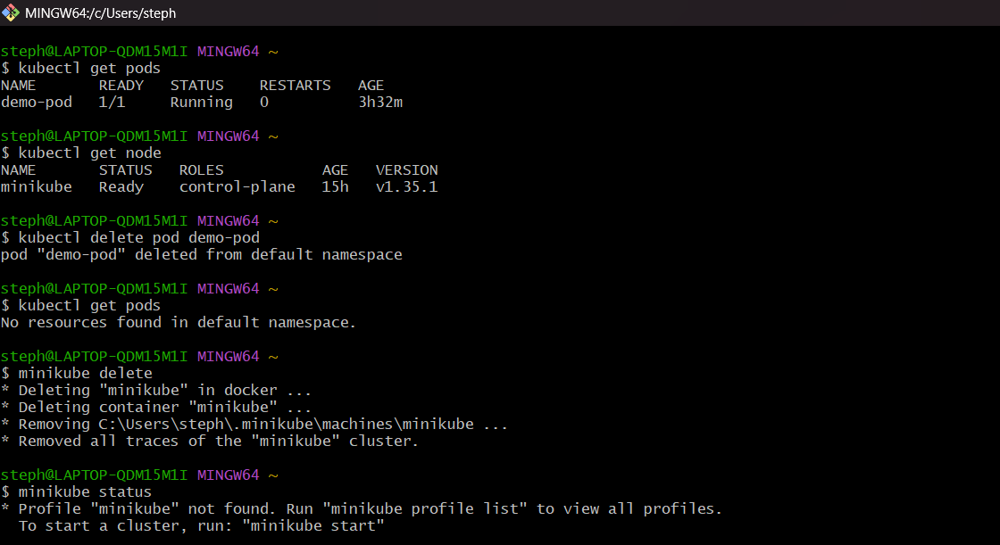 MINGW64:/c/Users/steph
steph@LAPTOP-QDM15M1I MINGW64 ~
$ kubectl get pods
NAME       READY   STATUS    RESTARTS   AGE
demo-pod   1/1     Running   0          3h32m
steph@LAPTOP-QDM15M1I MINGW64 ~
$ kubectl get node
NAME       STATUS   ROLES           AGE   VERSION
minikube   Ready    control-plane   15h   v1.35.1
steph@LAPTOP-QDM15M1I MINGW64 ~
$ kubectl delete pod demo-pod
pod "demo-pod" deleted from default namespace
steph@LAPTOP-QDM15M1I MINGW64 ~
$ kubectl get pods
No resources found in default namespace.
steph@LAPTOP-QDM15M1I MINGW64 ~
$ minikube delete
* Deleting "minikube" in docker ...
* Deleting container "minikube" ...
* Removing C:\Users\steph\.minikube\machines\minikube ...
* Removed all traces of the "minikube" cluster.
steph@LAPTOP-QDM15M1I MINGW64 ~
$ minikube status
* Profile "minikube" not found. Run "minikube profile list" to view all profiles.
  To start a cluster, run: "minikube start"